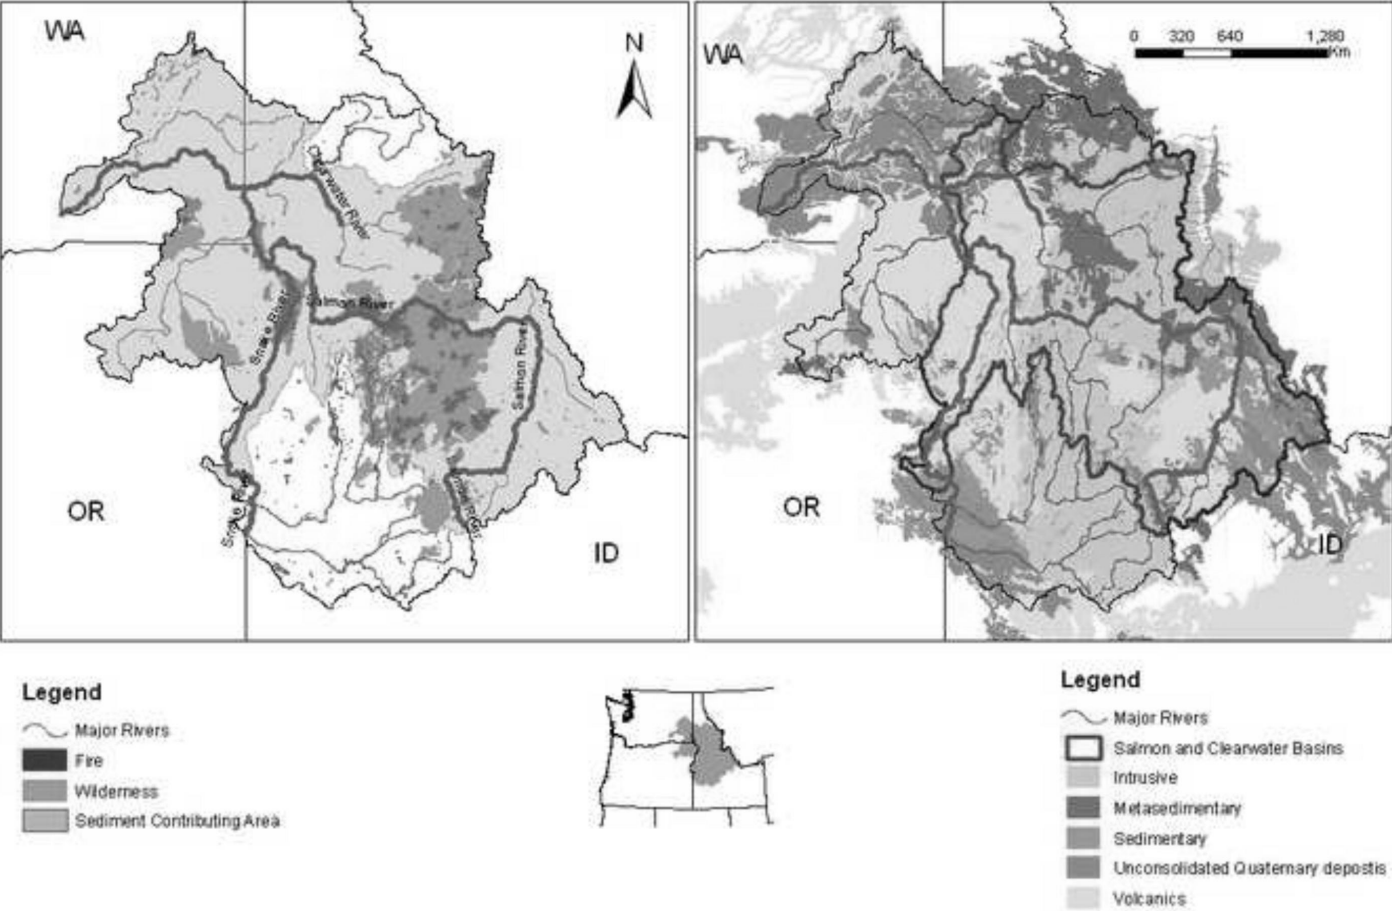 WA
N
Clearwater River
Salmon River
Snake River
Salmon River
Snake River
OR
ID
WA
0 320 640 1,280
Km
OR
ID
Legend
Major Rivers
Fire
Wilderness
Sediment Contributing Area
Legend
Major Rivers
Salmon and Clearwater Basins
Intrusive
Metasedimentary
Sedimentary
Unconsolidated Quaternary depostis
Volcanics